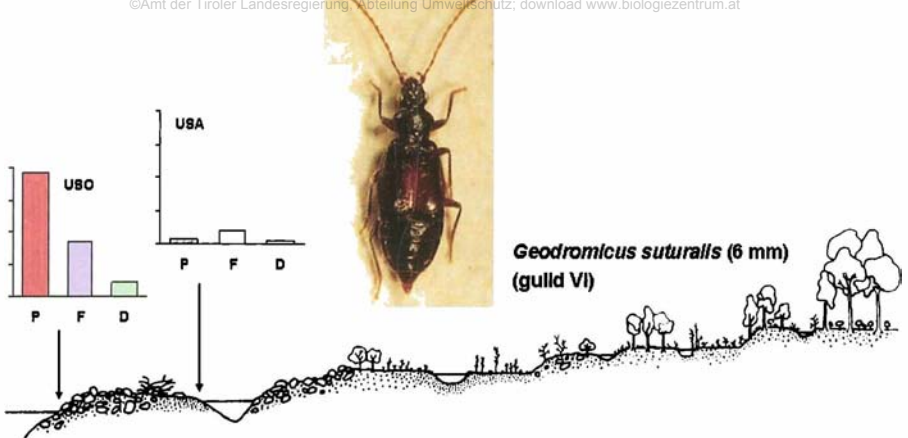 ©Amt der Tiroler Landesregierung, Abteilung Umweltschutz; download www.biologiezentrum.at
USA
P F D
USO
P F D
Geodromicus suturalis (6 mm)
(guild VI)